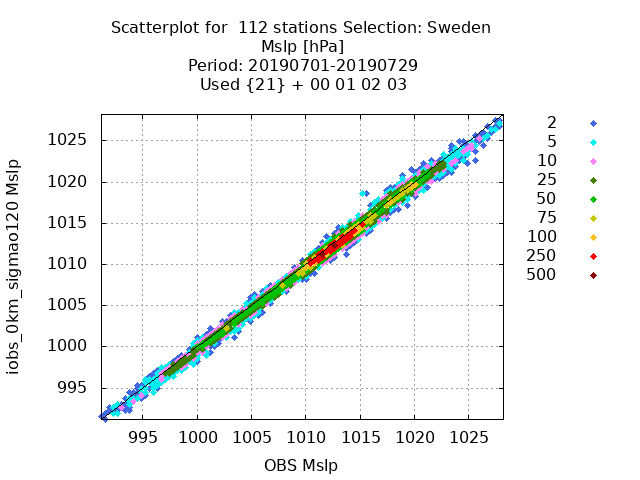 Scatterplot for  112 stations Selection: Sweden
Mslp [hPa]
Period: 20190701-20190729
Used {21} + 00 01 02 03
iobs_0km_sigmao120 Mslp
1025
1020
1015
1010
1005
1000
995
995 1000 1005 1010 1015 1020 1025
OBS Mslp
2
5
10
25
50
75
100
250
500